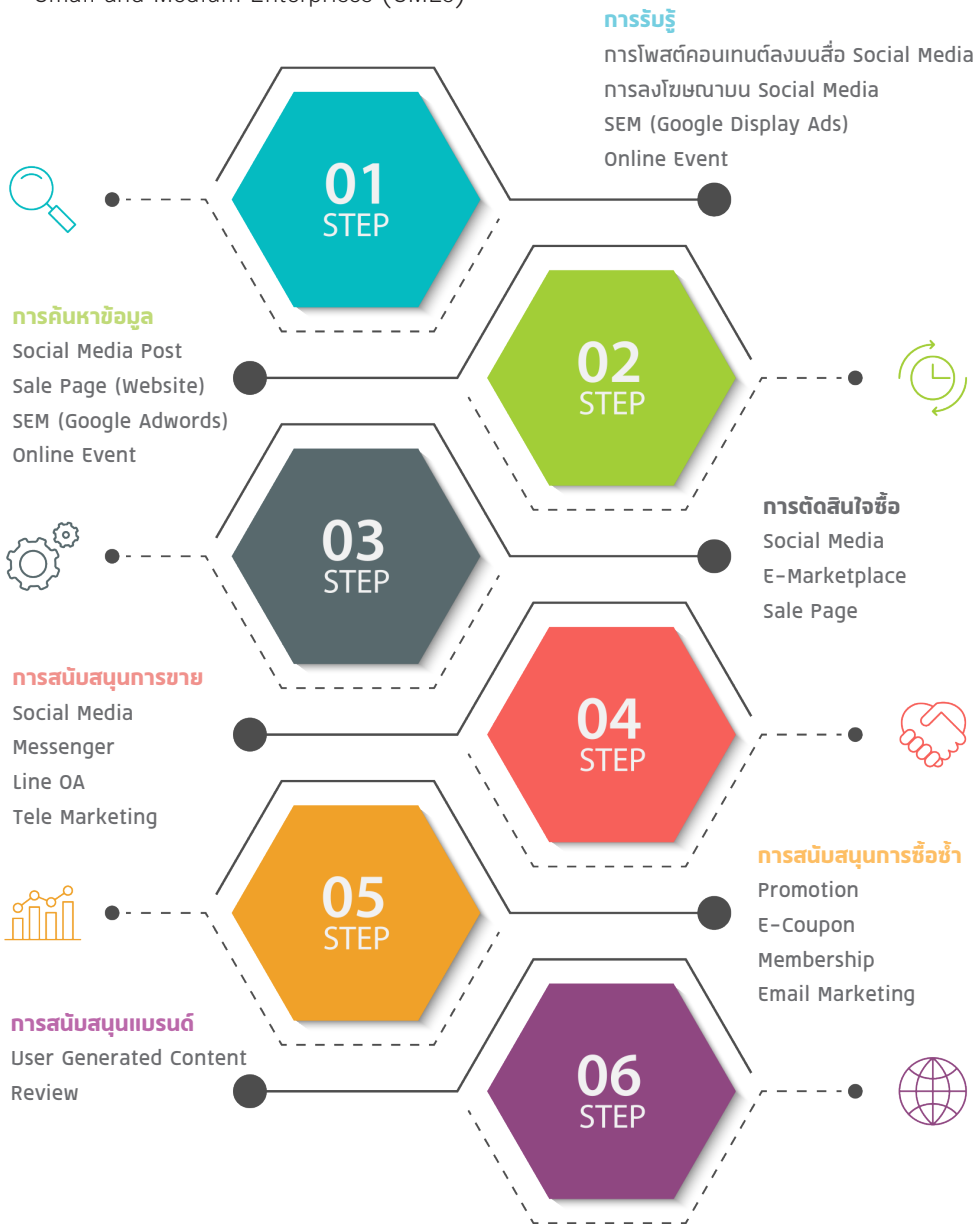 Small and Medium Enterprises (SMEs)
การรับรู้
การโพสต์คอนเทนต์ลงบนสื่อ Social Media
การลงโฆษณาบน Social Media
SEM (Google Display Ads)
Online Event
01
STEP
การค้นหาข้อมูล
Social Media Post
Sale Page (Website)
SEM (Google Adwords)
Online Event
02
STEP
03
STEP
การตัดสินใจซื้อ
Social Media
E-Marketplace
Sale Page
การสนับสนุนการขาย
Social Media
Messenger
Line OA
Tele Marketing
04
STEP
05
STEP
การสนับสนุนการซื้อซ้ำ
Promotion
E-Coupon
Membership
Email Marketing
การสนับสนุนแบรนด์
User Generated Content
Review
06
STEP